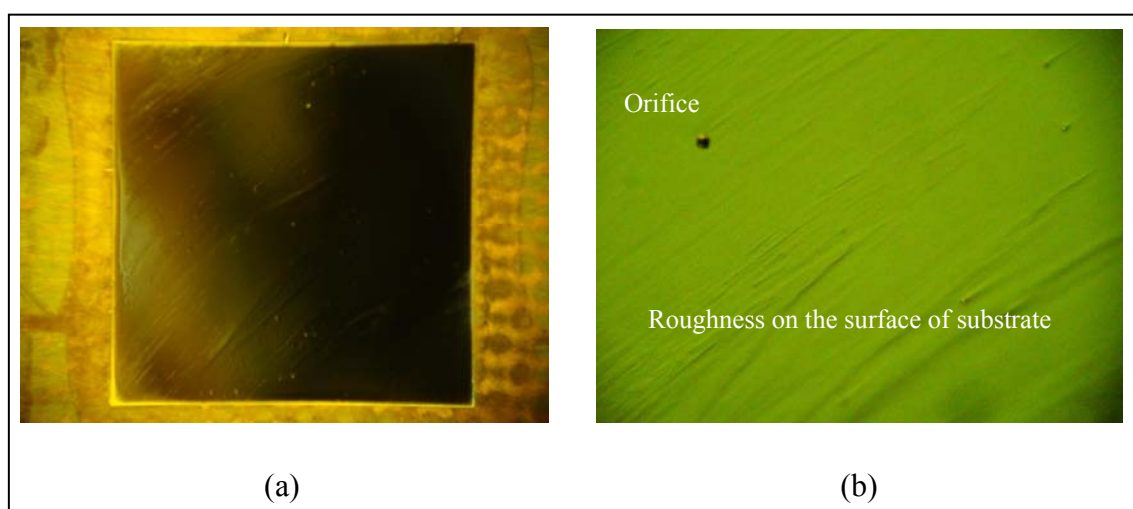 Orifice
Roughness on the surface of substrate
(a)
(b)